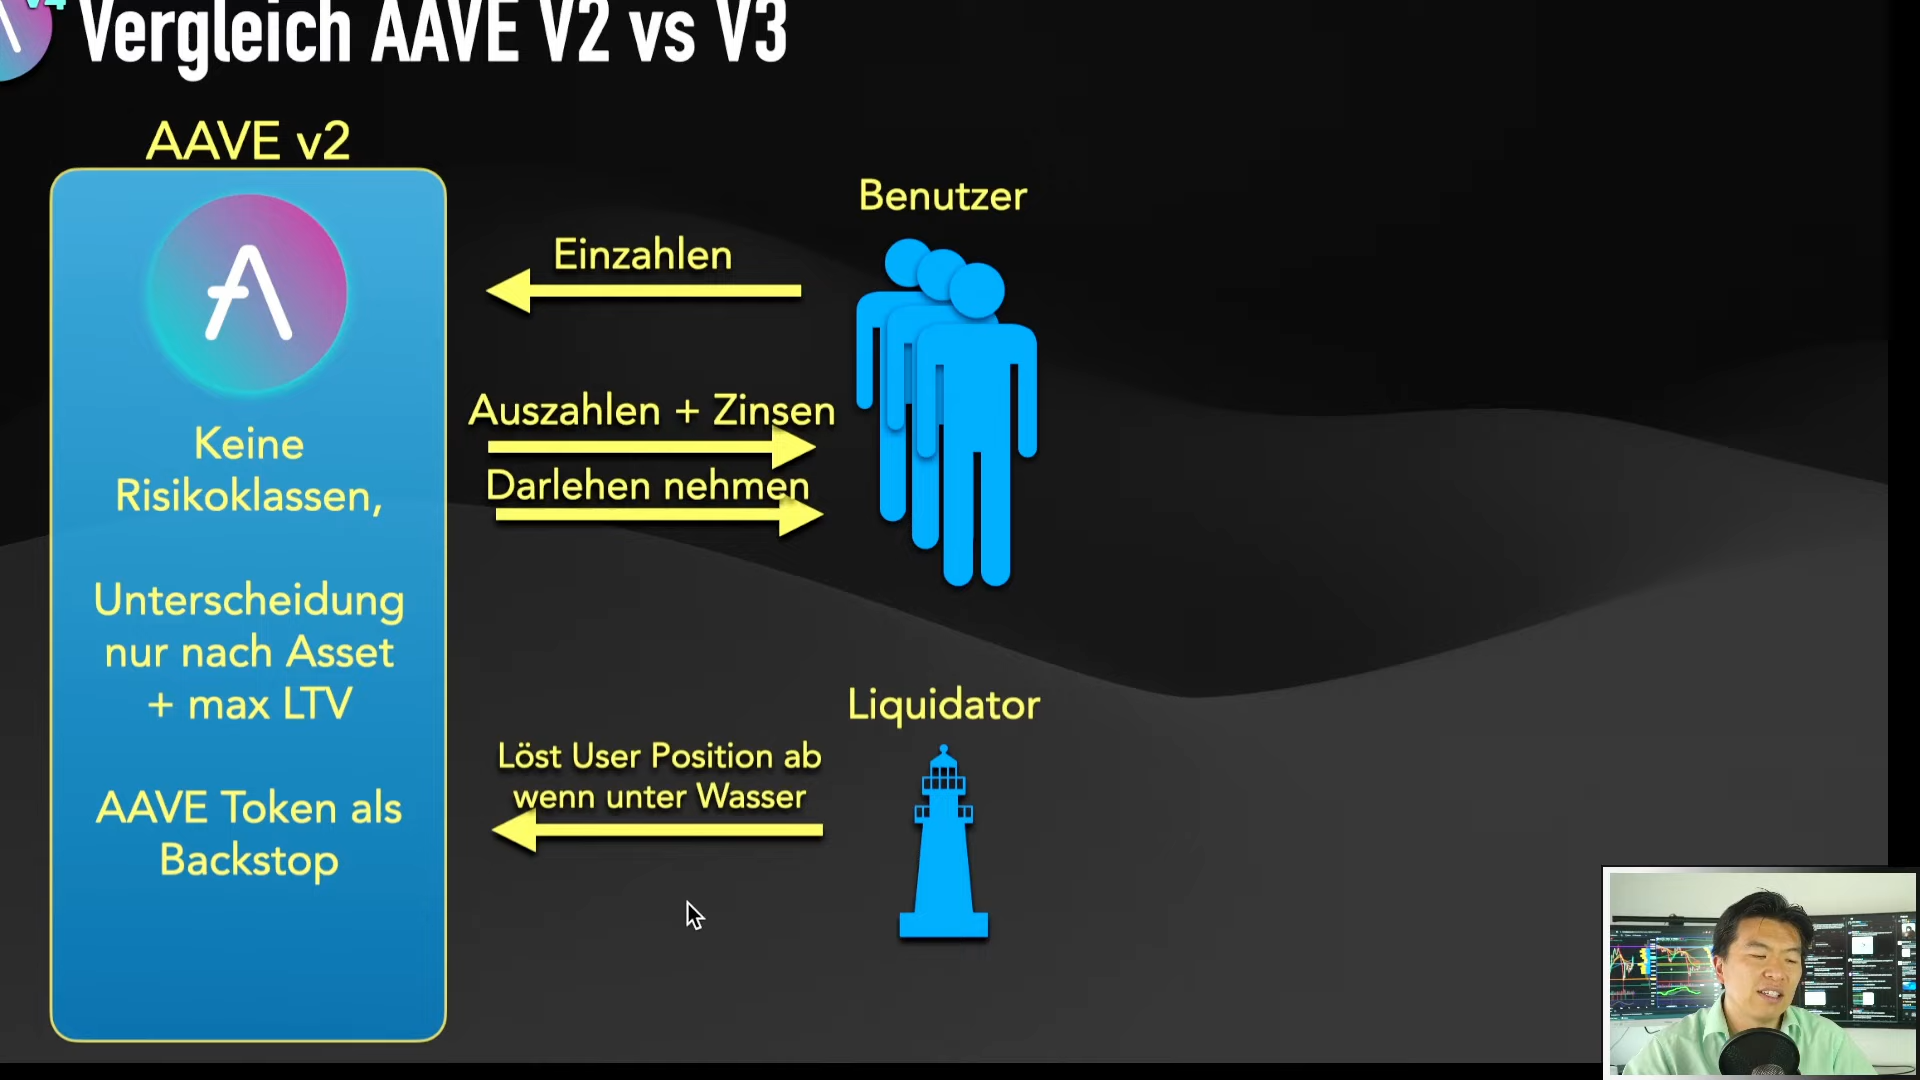 v4
Vergleich AAVE V2 vs V3
AAVE v2
Keine
Risikoklassen,
Unterscheidung
nur nach Asset
+ max LTV
AAVE Token als
Backstop
Einzahlen
Auszahlen + Zinsen
Darlehen nehmen
Benutzer
Liquidator
Löst User Position ab
wenn unter Wasser